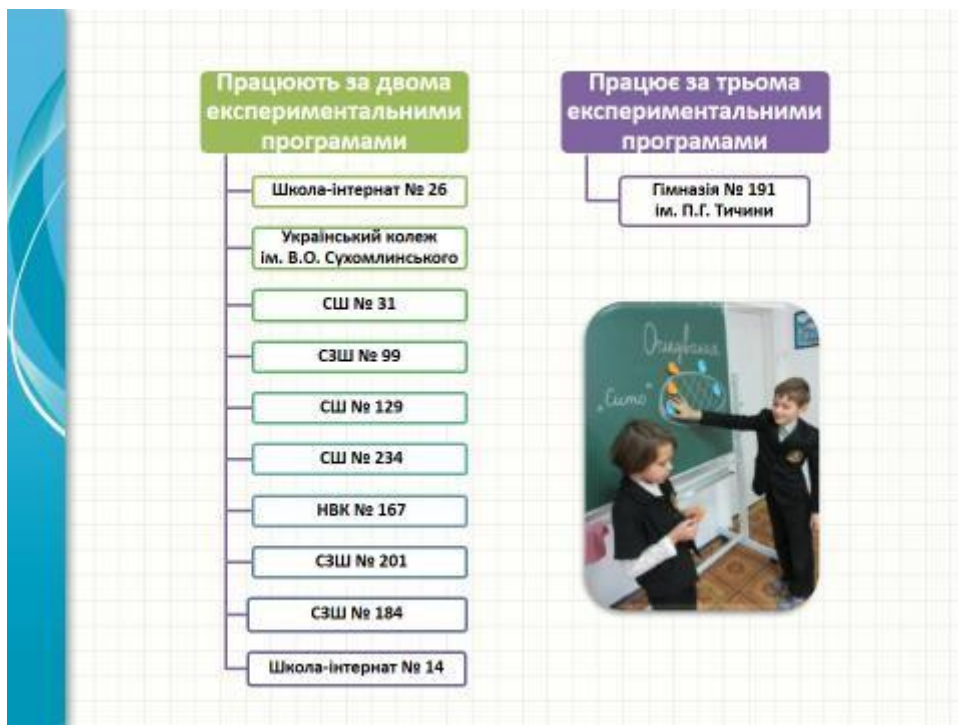 Працюють за двома
експериментальними
програмами
Школа-інтернат № 26
Український колеж
ім. В.О. Сухомлинського
СШ № 31
СЗШ № 99
СШ № 129
СШ № 234
НВК № 167
СЗШ № 201
СЗШ № 184
Школа-інтернат № 14
Працює за трьома
експериментальними
програмами
Гімназія № 191
ім. П.Г. Тичини
„Сито"